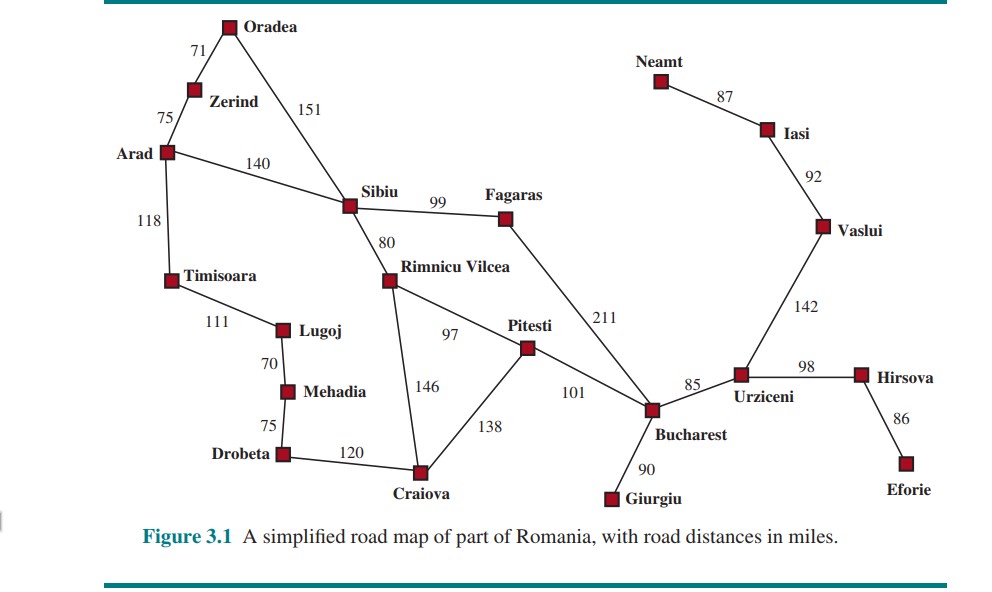 Oradea
71
Neamt
Zerind
87
151
75
Iasi
Arad
140
92
Sibiu
99
Fagaras
118
Vaslui
80
Rimnicu Vilcea
Timisoara
142
111
211
Lugoj
97
Pitesti
70
98
Hirsova
Mehadia
146
101
85
Urziceni
75
138
86
Bucharest
Drobeta
120
90
Craiova
Giurgiu
Eforie
Figure 3.1 A simplified road map of part of Romania, with road distances in miles.